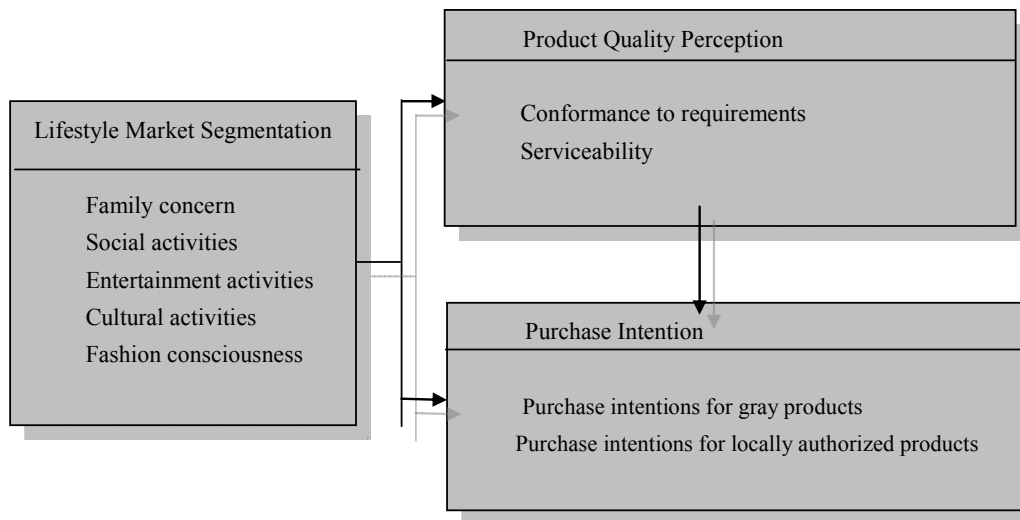 Lifestyle Market Segmentation
Family concern
Social activities
Entertainment activities
Cultural activities
Fashion consciousness
Product Quality Perception
Conformance to requirements
Serviceability
Purchase Intention
Purchase intentions for gray products
Purchase intentions for locally authorized products